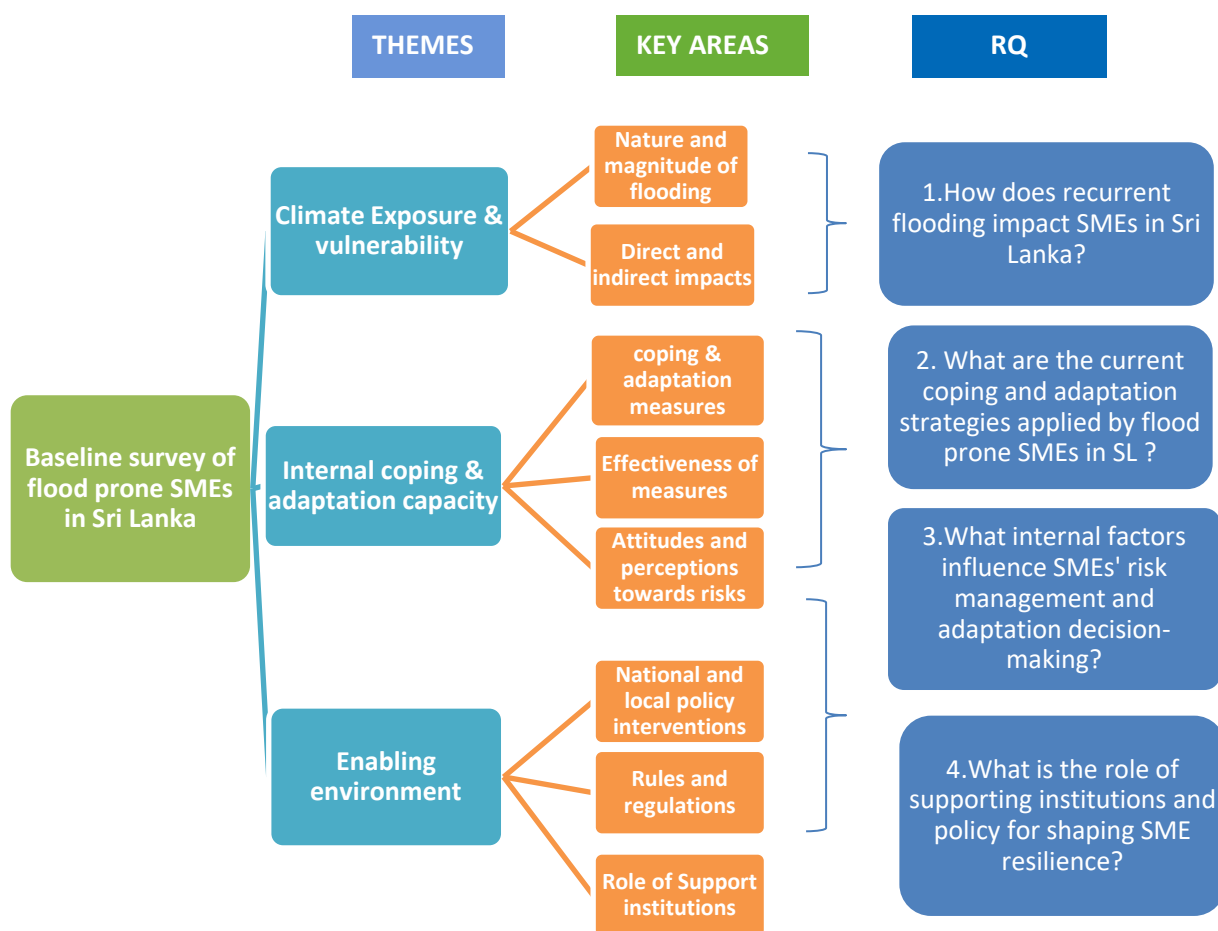 THEMES
KEY AREAS
RQ
Baseline survey of
flood prone SMEs
in Sri Lanka
Climate Exposure &
vulnerability
Nature and
magnitude of
flooding
Direct and
indirect impacts
1.How does recurrent
flooding impact SMEs in Sri
Lanka?
Internal coping &
adaptation capacity
coping &
adaptation
measures
Effectiveness of
measures
Attitudes and
perceptions
towards risks
2. What are the current
coping and adaptation
strategies applied by flood
prone SMEs in SL ?
3.What internal factors
influence SMEs' risk
management and
adaptation decision-
making?
Enabling
environment
National and
local policy
interventions
Rules and
regulations
Role of Support
institutions
4.What is the role of
supporting institutions and
policy for shaping SME
resilience?